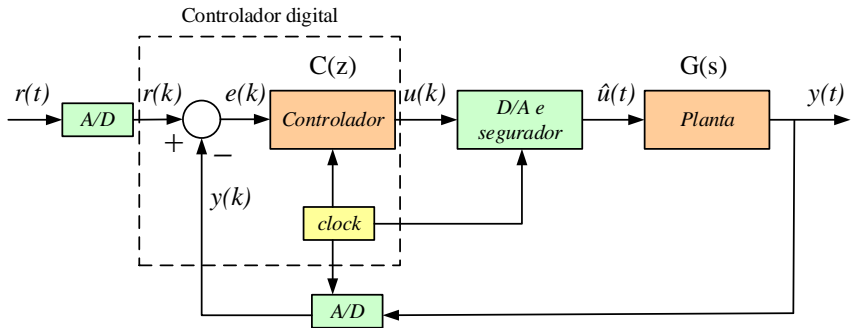 Controlador digital
C(z)
G(s)
r(t)
r(k)
e(k)
u(k)
û(t)
y(t)
A/D
Controlador
D/A e
segurador
Planta
+
−
y(k)
clock
A/D